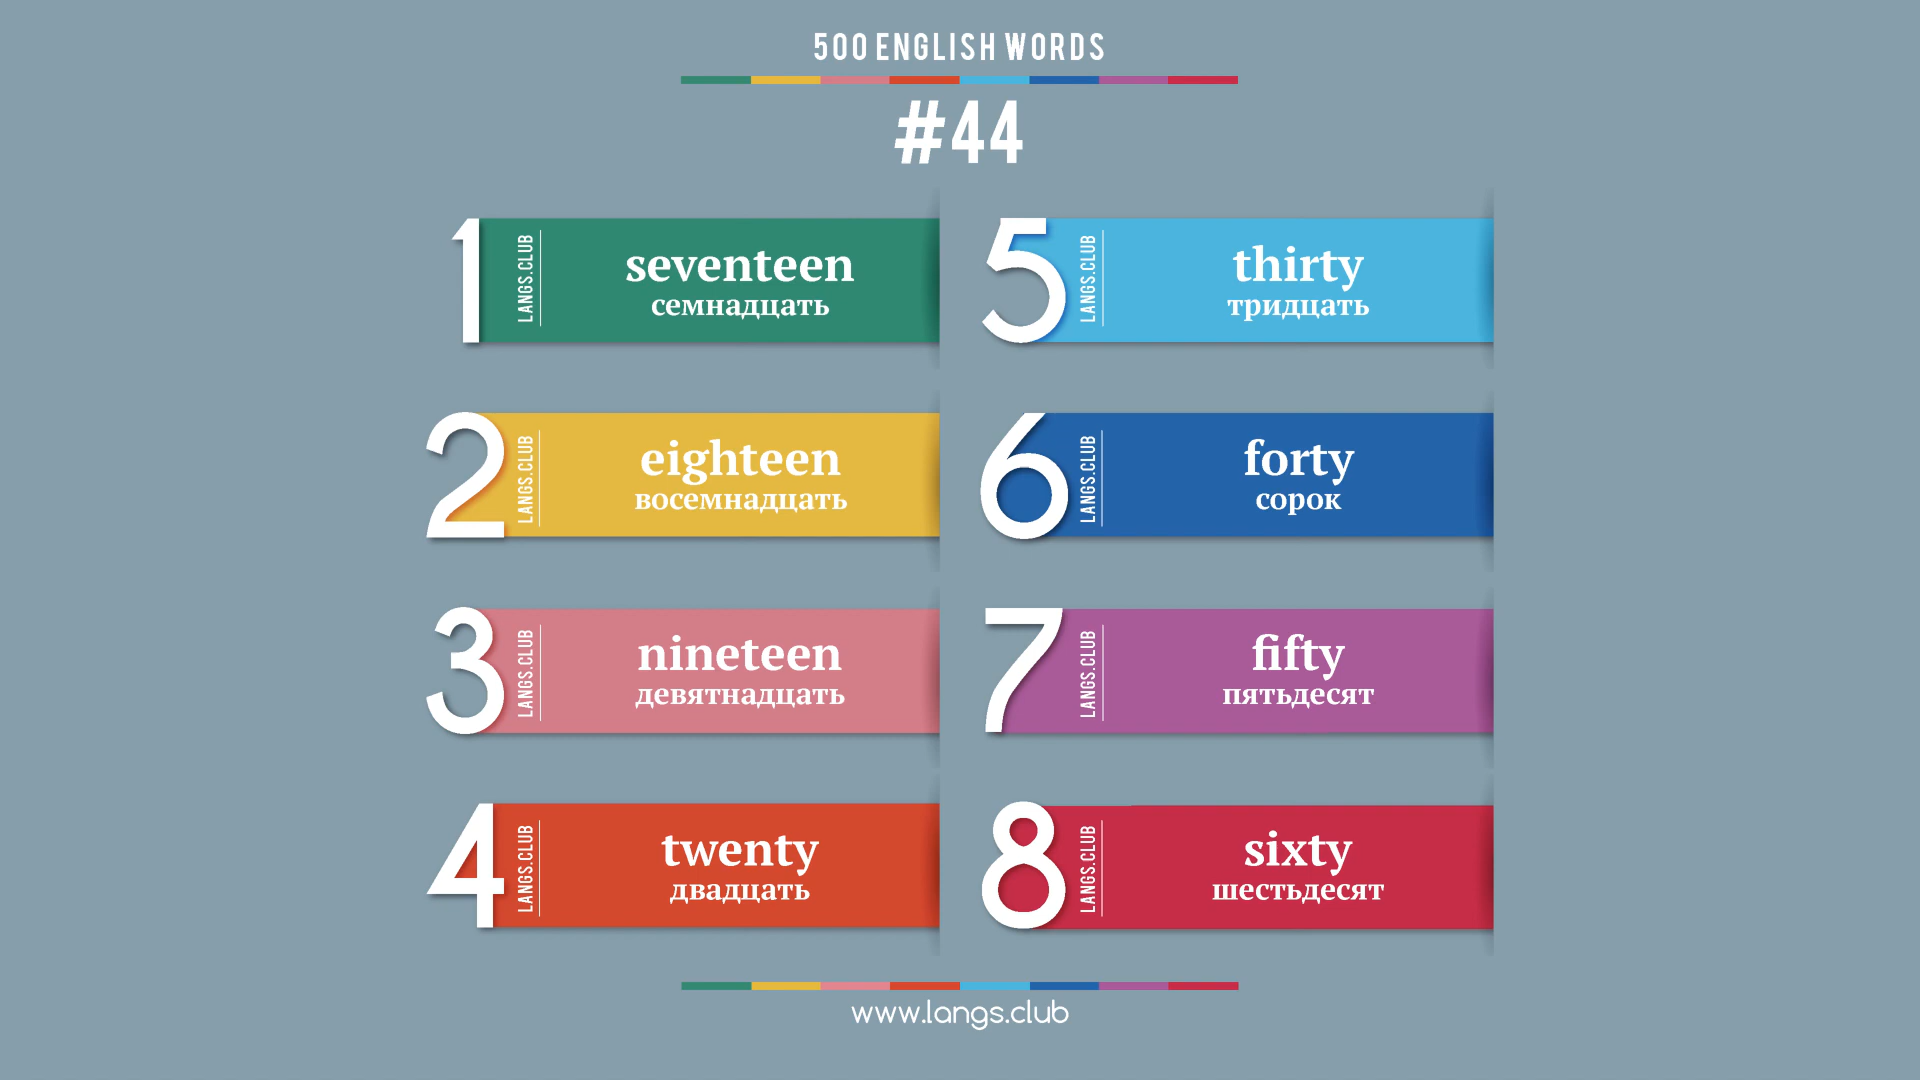 500 ENGLISH WORDS
#44
1
LANGS.CLUB
seventeen
семнадцать
2
LANGS.CLUB
eighteen
восемнадцать
3
LANGS.CLUB
nineteen
девятнадцать
4
LANGS.CLUB
twenty
двадцать
5
LANGS.CLUB
thirty
тридцать
6
LANGS.CLUB
forty
сорок
7
LANGS.CLUB
fifty
пятьдесят
8
LANGS.CLUB
sixty
шестьдесят
www.langs.club